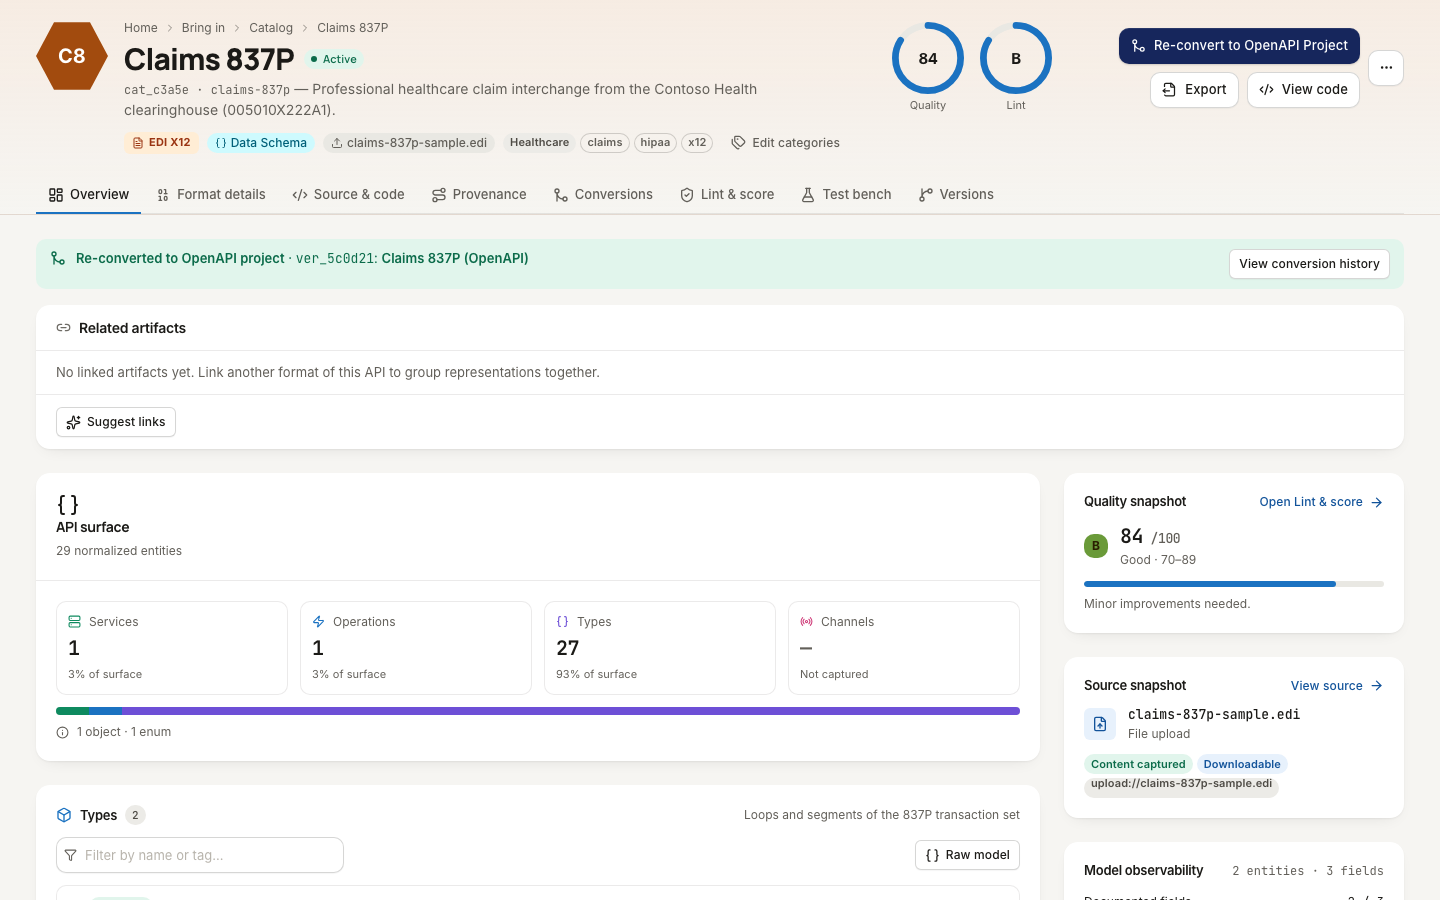 C8
Home > Bring in > Catalog > Claims 837P
Claims 837P
Active
cat_c3a5e · claims-837p — Professional healthcare claim interchange from the Contoso Health
clearinghouse (005010X222A1).
EDI X12
Data Schema
claims-837p-sample.edi
Healthcare
claims
hipaa
x12
Edit categories
84
Quality
B
Lint
Re-convert to OpenAPI Project
Export
View code
Overview
Format details
Source & code
Provenance
Conversions
Lint & score
Test bench
Versions
Re-converted to OpenAPI project · ver_5c0d21: Claims 837P (OpenAPI)
View conversion history
Related artifacts
No linked artifacts yet. Link another format of this API to group representations together.
Suggest links
API surface
29 normalized entities
Services
1
3% of surface
Operations
1
3% of surface
Types
27
93% of surface
Channels
—
Not captured
1 object · 1 enum
Types 2
Loops and segments of the 837P transaction set
Filter by name or tag...
Raw model
Quality snapshot
Open Lint & score
B
84 /100
Good · 70–89
Minor improvements needed.
Source snapshot
View source
claims-837p-sample.edi
File upload
Content captured
Downloadable
upload://claims-837p-sample.edi
Model observability
2 entities · 3 fields